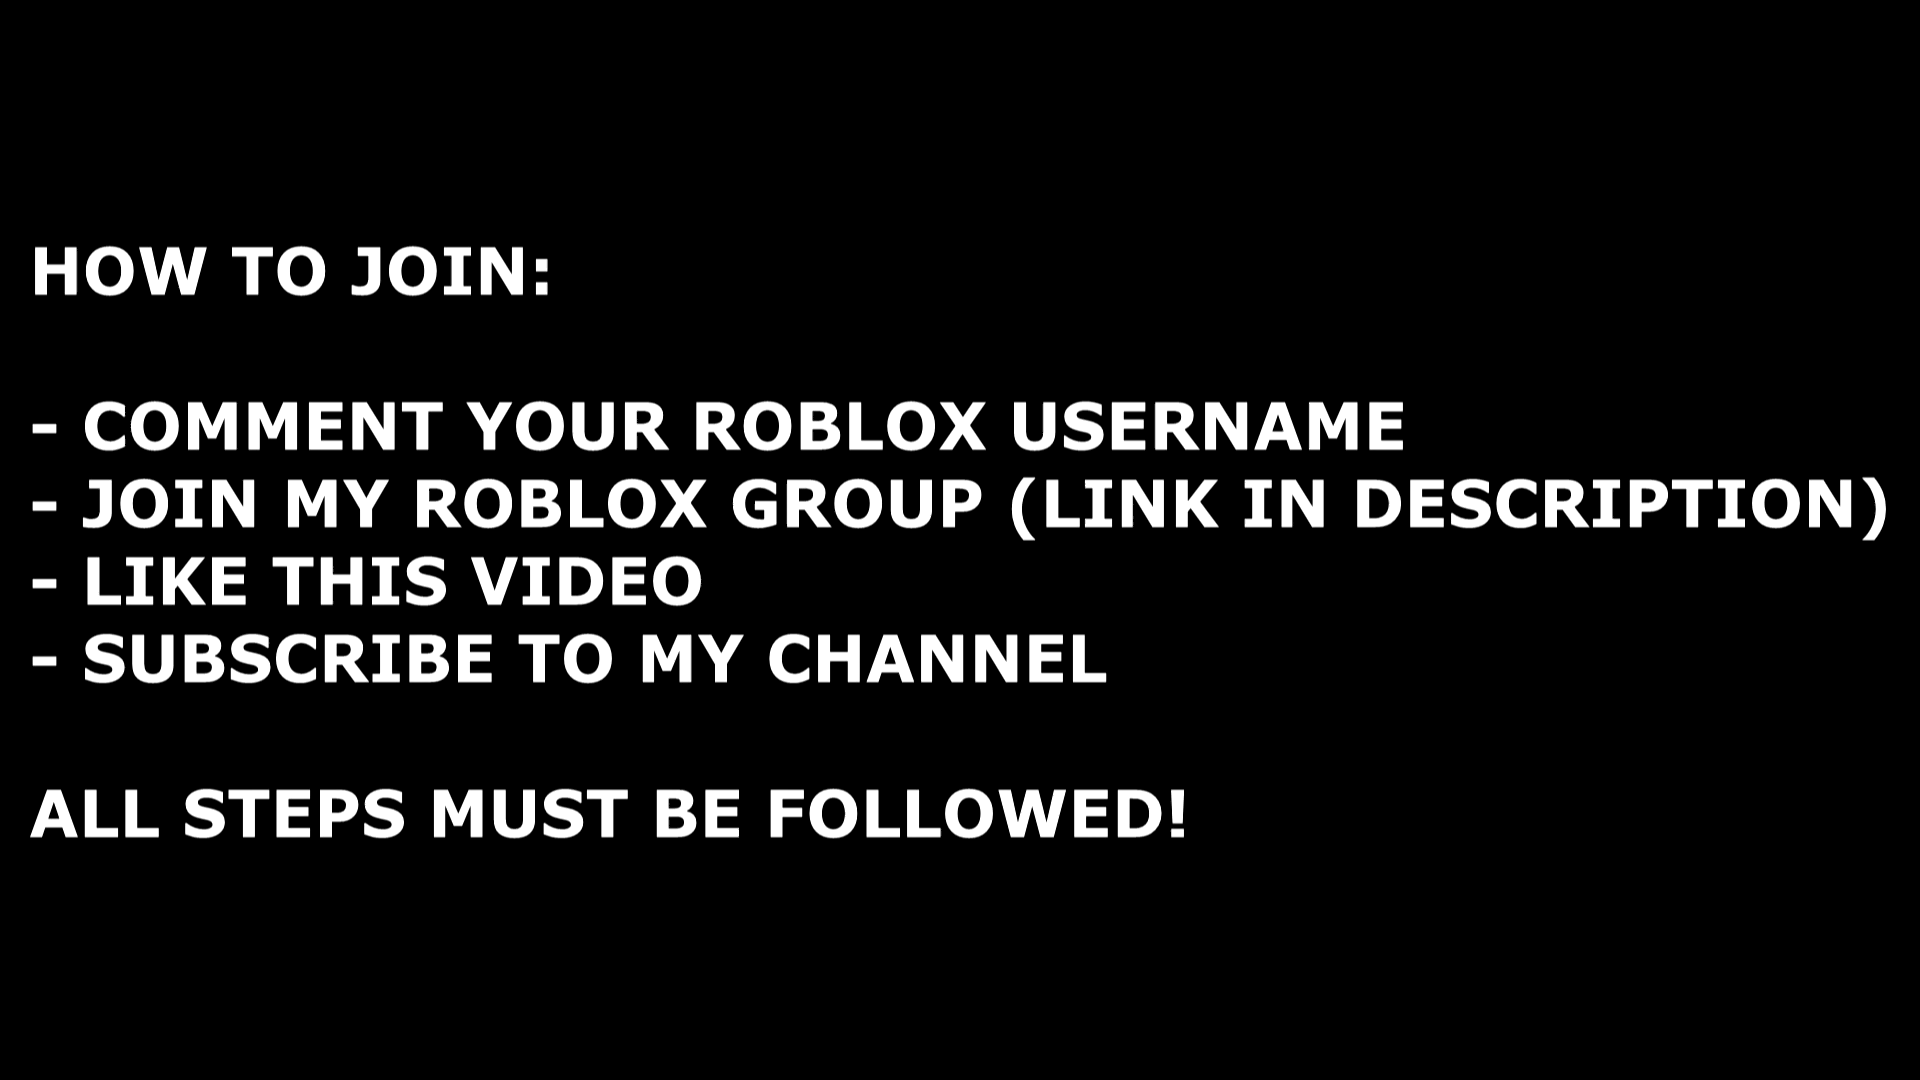 HOW TO JOIN:
- COMMENT YOUR ROBLOX USERNAME
- JOIN MY ROBLOX GROUP (LINK IN DESCRIPTION)
- LIKE THIS VIDEO
- SUBSCRIBE TO MY CHANNEL
ALL STEPS MUST BE FOLLOWED!